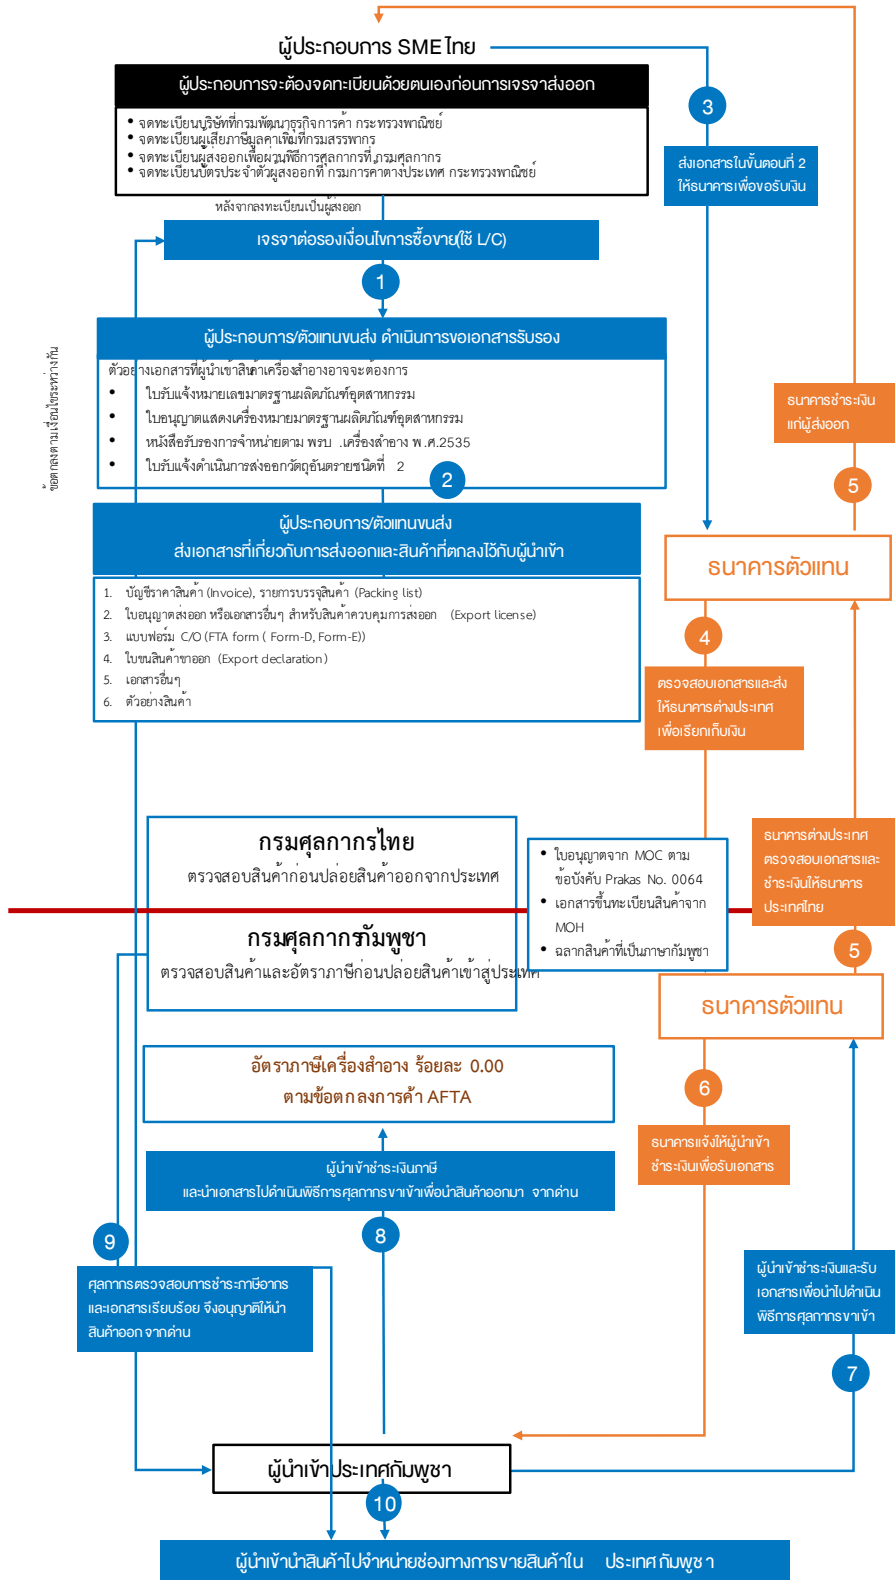 ผู้ประกอบการ SME ไทย
ผู้ประกอบการจะต้องจดทะเบียนด้วยตนเองก่อนการเจรจาส่งออก
• จดทะเบียนบริษัทที่กรมพัฒนาธุรกิจการค้า กระทรวงพาณิชย์
• จดทะเบียนผู้เสียภาษีมูลค่าเพิ่มที่กรมสรรพากร
• จดทะเบียนผู้ส่งออกเพื่อผ่านพิธีการศุลกากรที่ กรมศุลกากร
• จดทะเบียนบัตรประจำตัวผู้ส่งออกที่ กรมการค้าต่างประเทศ กระทรวงพาณิชย์
หลังจากลงทะเบียนเป็นผู้ส่งออก
3
ส่งเอกสารในขั้นตอนที่ 2
ให้ธนาคารเพื่อขอรับเงิน
เจรจาต่อรองเงื่อนไขการซื้อขาย(ใช้ L/C)
1
ข้อตกลงตามเงื่อนไขระหว่างกัน
ผู้ประกอบการ/ตัวแทนขนส่ง ดำเนินการขอเอกสารรับรอง
ตัวอย่างเอกสารที่ผู้นำเข้าสินค้าเครื่องสำอางอาจจะต้องการ
• ใบรับแจ้งหมายเลขมาตรฐานผลิตภัณฑ์อุตสาหกรรม
• ใบอนุญาตแสดงเครื่องหมายมาตรฐานผลิตภัณฑ์อุตสาหกรรม
• หนังสือรับรองการจำหน่ายตาม พรบ .เครื่องสำอาง พ.ศ.2535
• ใบรับแจ้งดำเนินการส่งออกวัตถุอันตรายชนิดที่ 2
2
ธนาคารชำระเงิน
แก่ผู้ส่งออก
5
ผู้ประกอบการ/ตัวแทนขนส่ง
ส่งเอกสารที่เกี่ยวกับการส่งออกและสินค้าที่ตกลงไว้กับผู้นำเข้า
1. บัญชีราคาสินค้า (Invoice), รายการบรรจุสินค้า (Packing list)
2. ใบอนุญาตส่งออก หรือเอกสารอื่นๆ สำหรับสินค้าควบคุมการส่งออก (Export license)
3. แบบฟอร์ม C/O (FTA form ( Form-D, Form-E))
4. ใบขนสินค้าขาออก (Export declaration)
5. เอกสารอื่นๆ
6. ตัวอย่างสินค้า
ธนาคารตัวแทน
4
ตรวจสอบเอกสารและส่ง
ให้ธนาคารต่างประเทศ
เพื่อเรียกเก็บเงิน
กรมศุลกากรไทย
ตรวจสอบสินค้าก่อนปล่อยสินค้าออกจากประเทศ
กรมศุลกากรกัมพูชา
ตรวจสอบสินค้าและอัตราภาษีก่อนปล่อยสินค้าเข้าสู่ประเทศ
• ใบอนุญาตจาก MOC ตาม
ข้อบังคับ Prakas No. 0064
• เอกสารขึ้นทะเบียนสินค้าจาก
MOH
• ฉลากสินค้าที่เป็นภาษากัมพูชา
ธนาคารต่างประเทศ
ตรวจสอบเอกสารและ
ชำระเงินให้ธนาคาร
ประเทศไทย
5
ธนาคารตัวแทน
อัตราภาษีเครื่องสำอาง ร้อยละ 0.00
ตามข้อตกลงการค้า AFTA
6
ธนาคารแจ้งให้ผู้นำเข้า
ชำระเงินเพื่อรับเอกสาร
ผู้นำเข้าชำระเงินภาษี
และนำเอกสารไปดำเนินพิธีการศุลกากรขาเข้าเพื่อนำสินค้าออกมา จากด่าน
8
9
ศุลกากรตรวจสอบการชำระภาษีอากร
และเอกสารเรียบร้อย จึงอนุญาติให้นำ
สินค้าออก จากด่าน
ผู้นำเข้าชำระเงินและรับ
เอกสารเพื่อนำไปดำเนิน
พิธีการศุลกากรขาเข้า
7
ผู้นำเข้าประเทศกัมพูชา
10
ผู้นำเข้านำสินค้าไปจำหน่ายช่องทางการขายสินค้าใน ประเทศกัมพูชา